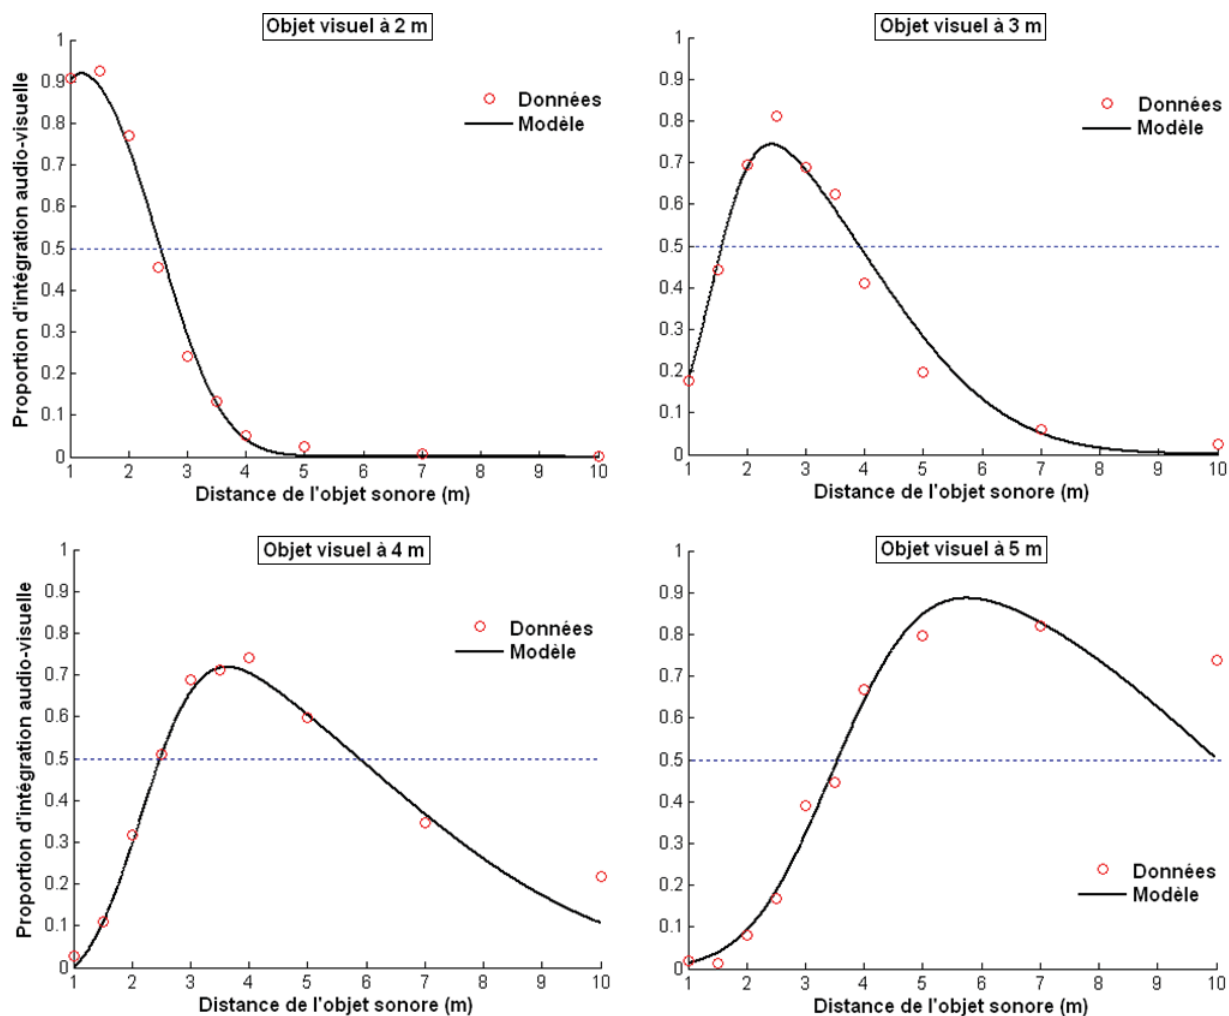 Objet visuel à 2 m
Proportion d'intégration audio-visuelle
1
0.9
0.8
0.7
0.6
0.5
0.4
0.3
0.2
0.1
0
Données
Modèle
1 2 3 4 5 6 7 8 9 10
Distance de l'objet sonore (m)
Objet visuel à 3 m
1
0.9
0.8
0.7
0.6
0.5
0.4
0.3
0.2
0.1
0
Données
Modèle
1 2 3 4 5 6 7 8 9 10
Distance de l'objet sonore (m)
Objet visuel à 4 m
Proportion d'intégration audio-visuelle
1
0.9
0.8
0.7
0.6
0.5
0.4
0.3
0.2
0.1
0
Données
Modèle
1 2 3 4 5 6 7 8 9 10
Distance de l'objet sonore (m)
Objet visuel à 5 m
1
0.9
0.8
0.7
0.6
0.5
0.4
0.3
0.2
0.1
0
Données
Modèle
1 2 3 4 5 6 7 8 9 10
Distance de l'objet sonore (m)